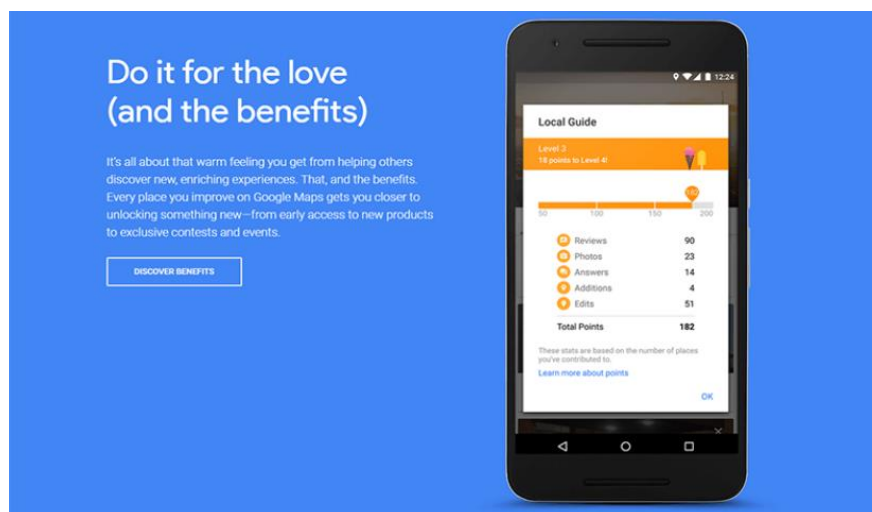 Do it for the love
(and the benefits)
It's all about that warm feeling you get from helping others
discover new, enriching experiences. That, and the benefits.
Every place you improve on Google Maps gets you closer to
unlocking something new—from early access to new products
to exclusive contests and events.
DISCOVER BENEFITS
12:24
Local Guide
Level 3
18 points to Level 4!
182
50 100 150 200
Reviews 90
Photos 23
Answers 14
Additions 4
Edits 51
Total Points 182
These stats are based on the number of places
you've contributed to.
Learn more about points
OK